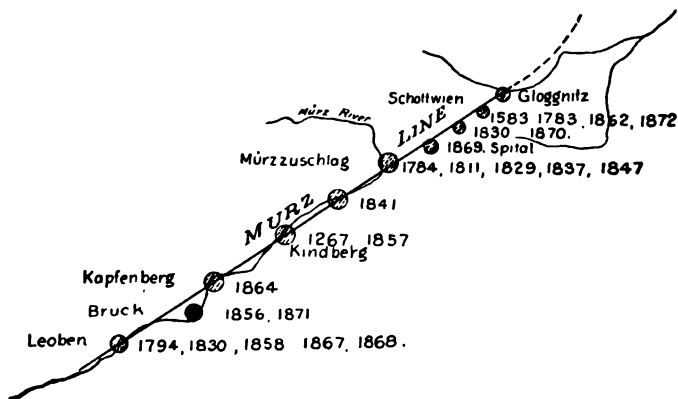 Schottwien Gloggnitz
1583 1783. 1862, 1872
1830 1870.
1869. Spital
Mürz River
MURZ LINE
Mürzzuschlag
1784, 1811, 1829, 1837, 1847
1841
1267 1857
Kindberg
Kapfenberg
1864
Bruck 1856. 1871
Leoben 1794, 1830, 1858 1867. 1868.